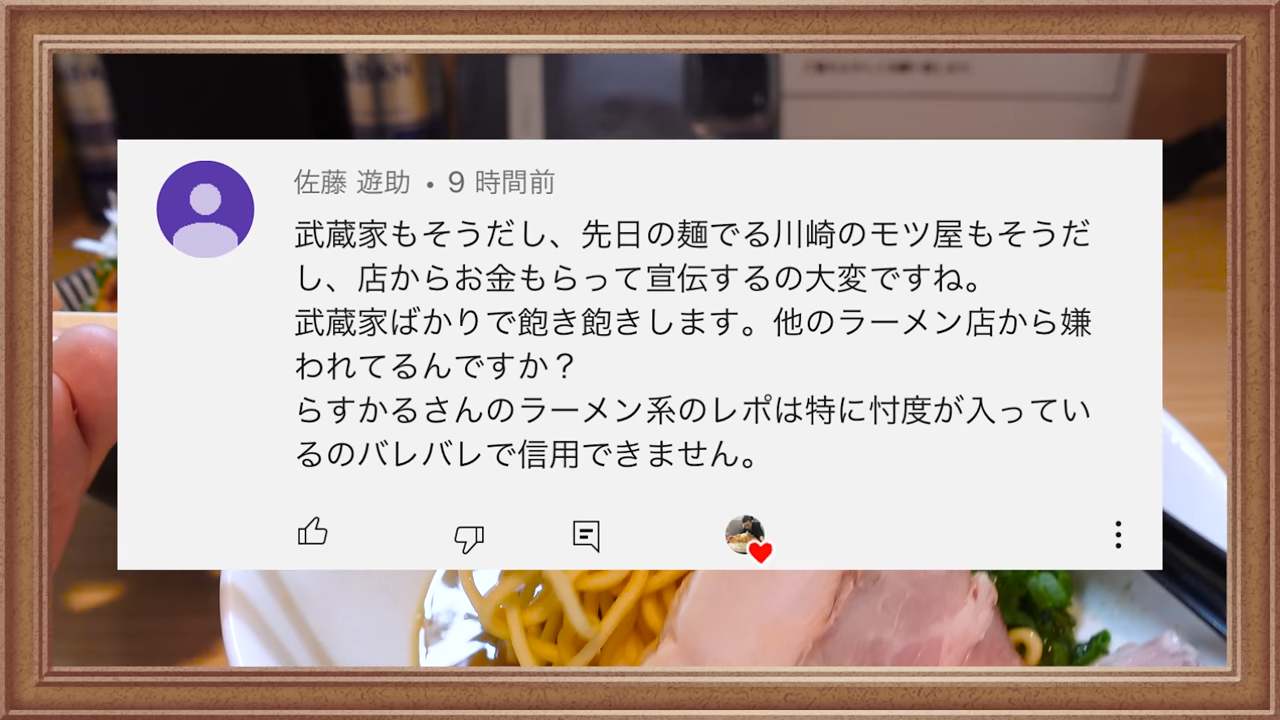 佐藤 遊助 • 9 時間前
武蔵家もそうだし、先日の麺でる川崎のモツ屋もそうだ
し、店からお金もらって宣伝するの大変ですね。
武蔵家ばかりで飽き飽きします。他のラーメン店から嫌
われてるんですか？
らすかるさんのラーメン系のレポは特に忖度が入ってい
るのバレバレで信用できません。